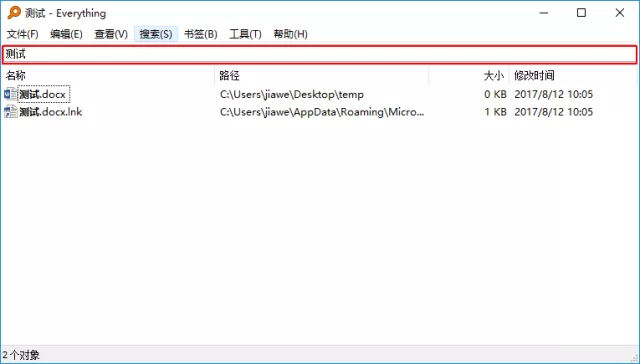 测试 - Everything
文件(F) 编辑(E) 查看(V) 搜索(S) 书签(B) 工具(T) 帮助(H)
测试
名称 路径 大小 修改时间
测试.docx C:\Users\jiawe\Desktop\temp 0 KB 2017/8/12 10:05
测试.docx.lnk C:\Users\jiawe\AppData\Roaming\Micro... 1 KB 2017/8/12 10:05
2 个对象